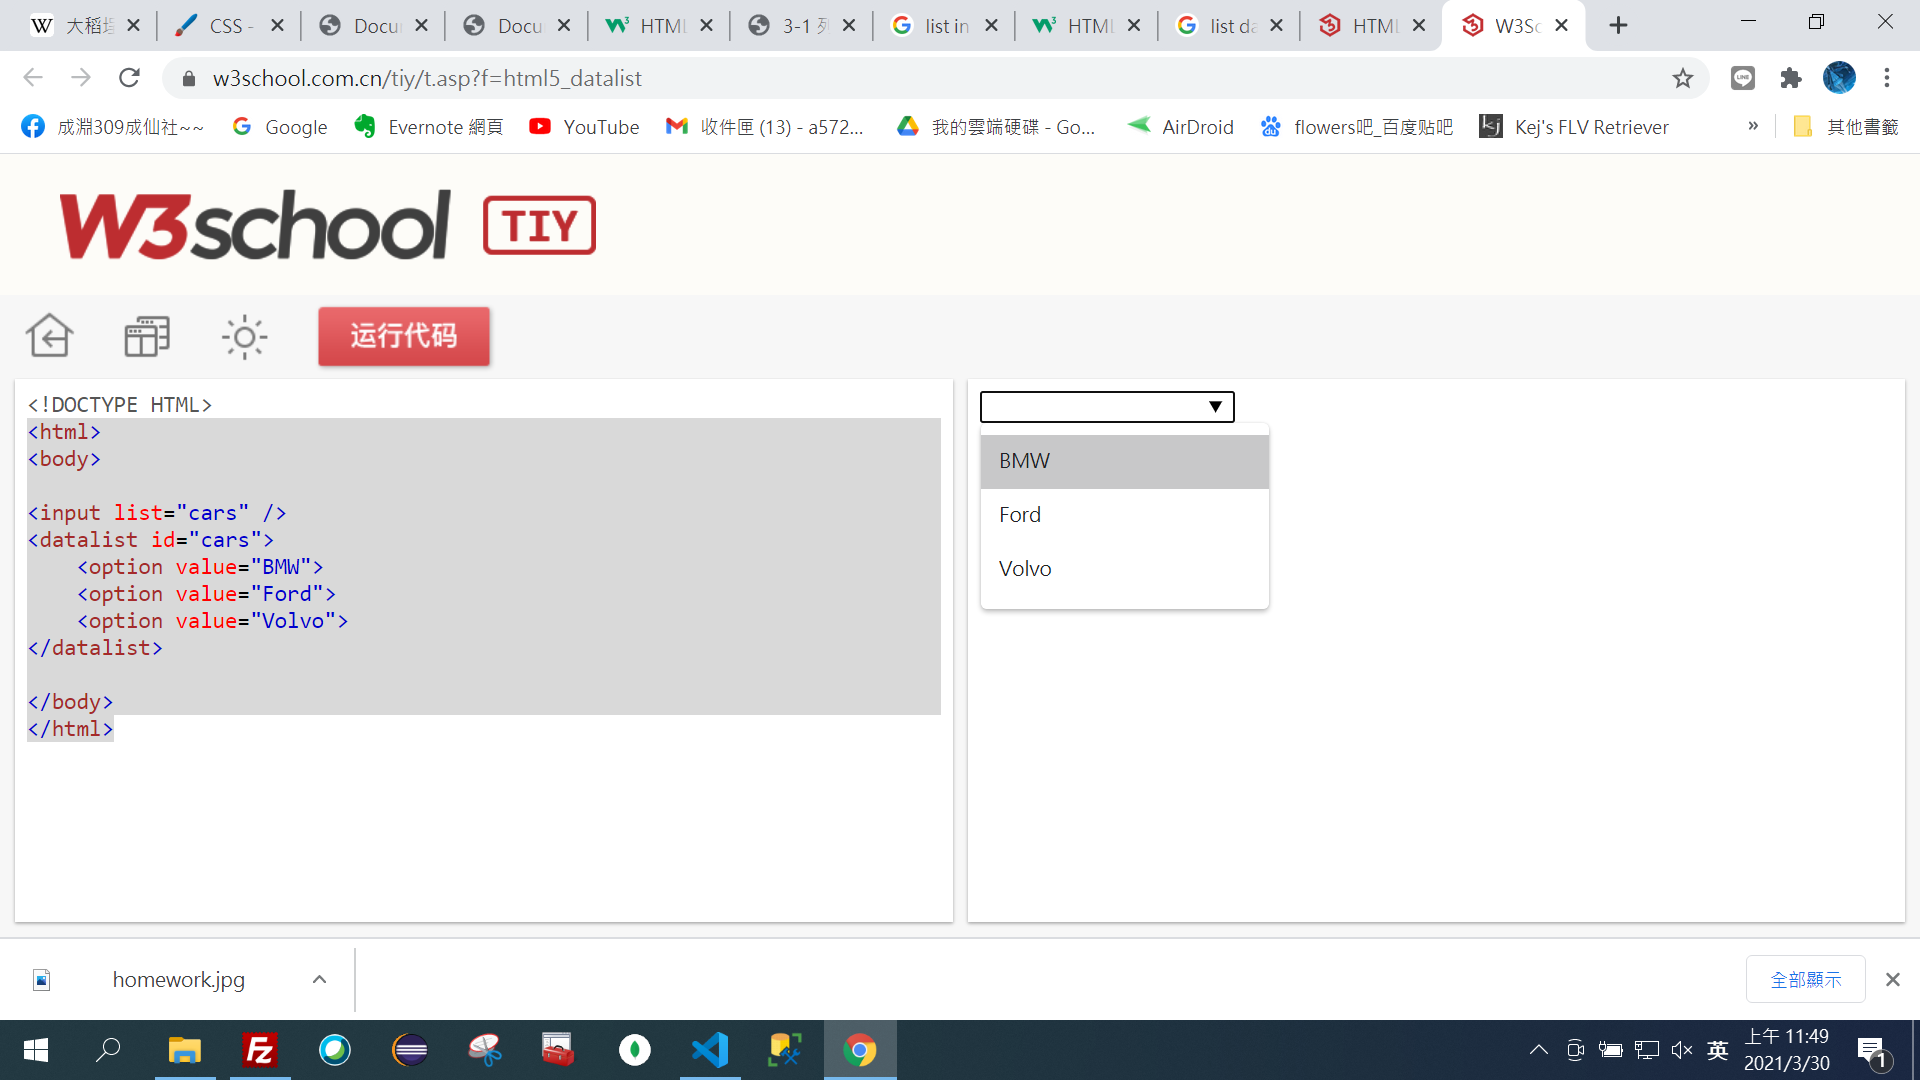 W 大稻埕
CSS -
Docu
Docu
HTML
3-1 列
list in
HTML
list da
HTML
W3Sc
w3school.com.cn/tiy/t.asp?f=html5_datalist
LINE
成淵309成仙社~~
Google
Evernote 網頁
YouTube
收件匣 (13) - a572...
我的雲端硬碟 - Go...
AirDroid
flowers吧_百度贴吧
kj Kej's FLV Retriever
»
其他書籤
W3school TIY
运行代码
<!DOCTYPE HTML>
<html>
<body>
<input list="cars" />
<datalist id="cars">
<option value="BMW">
<option value="Ford">
<option value="Volvo">
</datalist>
</body>
</html>
BMW
Ford
Volvo
homework.jpg
全部顯示
Fz
英
上午 11:49
2021/3/30
1